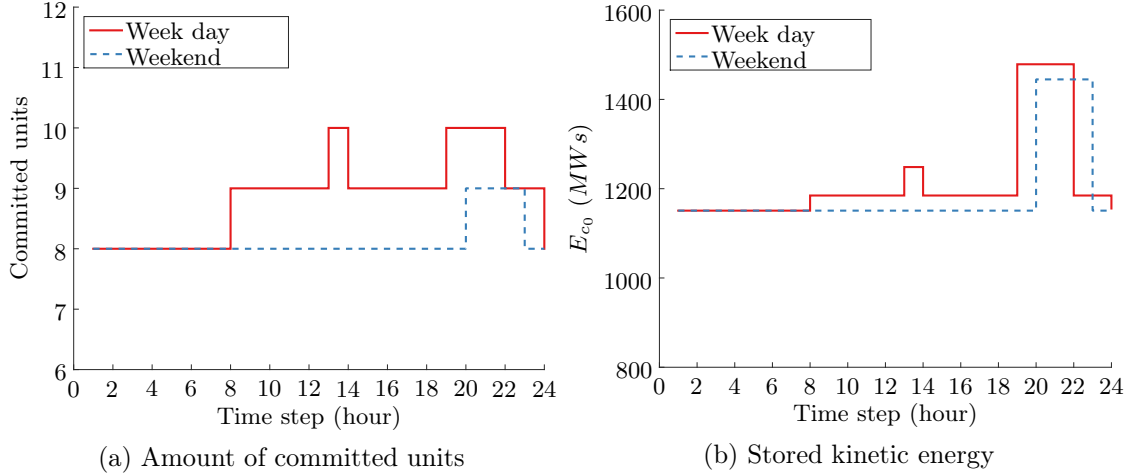 12
11
10
9
8
7
6
Committed units
Week day
Weekend
0 2 4 6 8 10 12 14 16 18 20 22 24
Time step (hour)
(a) Amount of committed units
1600
1400
1200
1000
800
E_{c_0} (MWs)
Week day
Weekend
0 2 4 6 8 10 12 14 16 18 20 22 24
Time step (hour)
(b) Stored kinetic energy